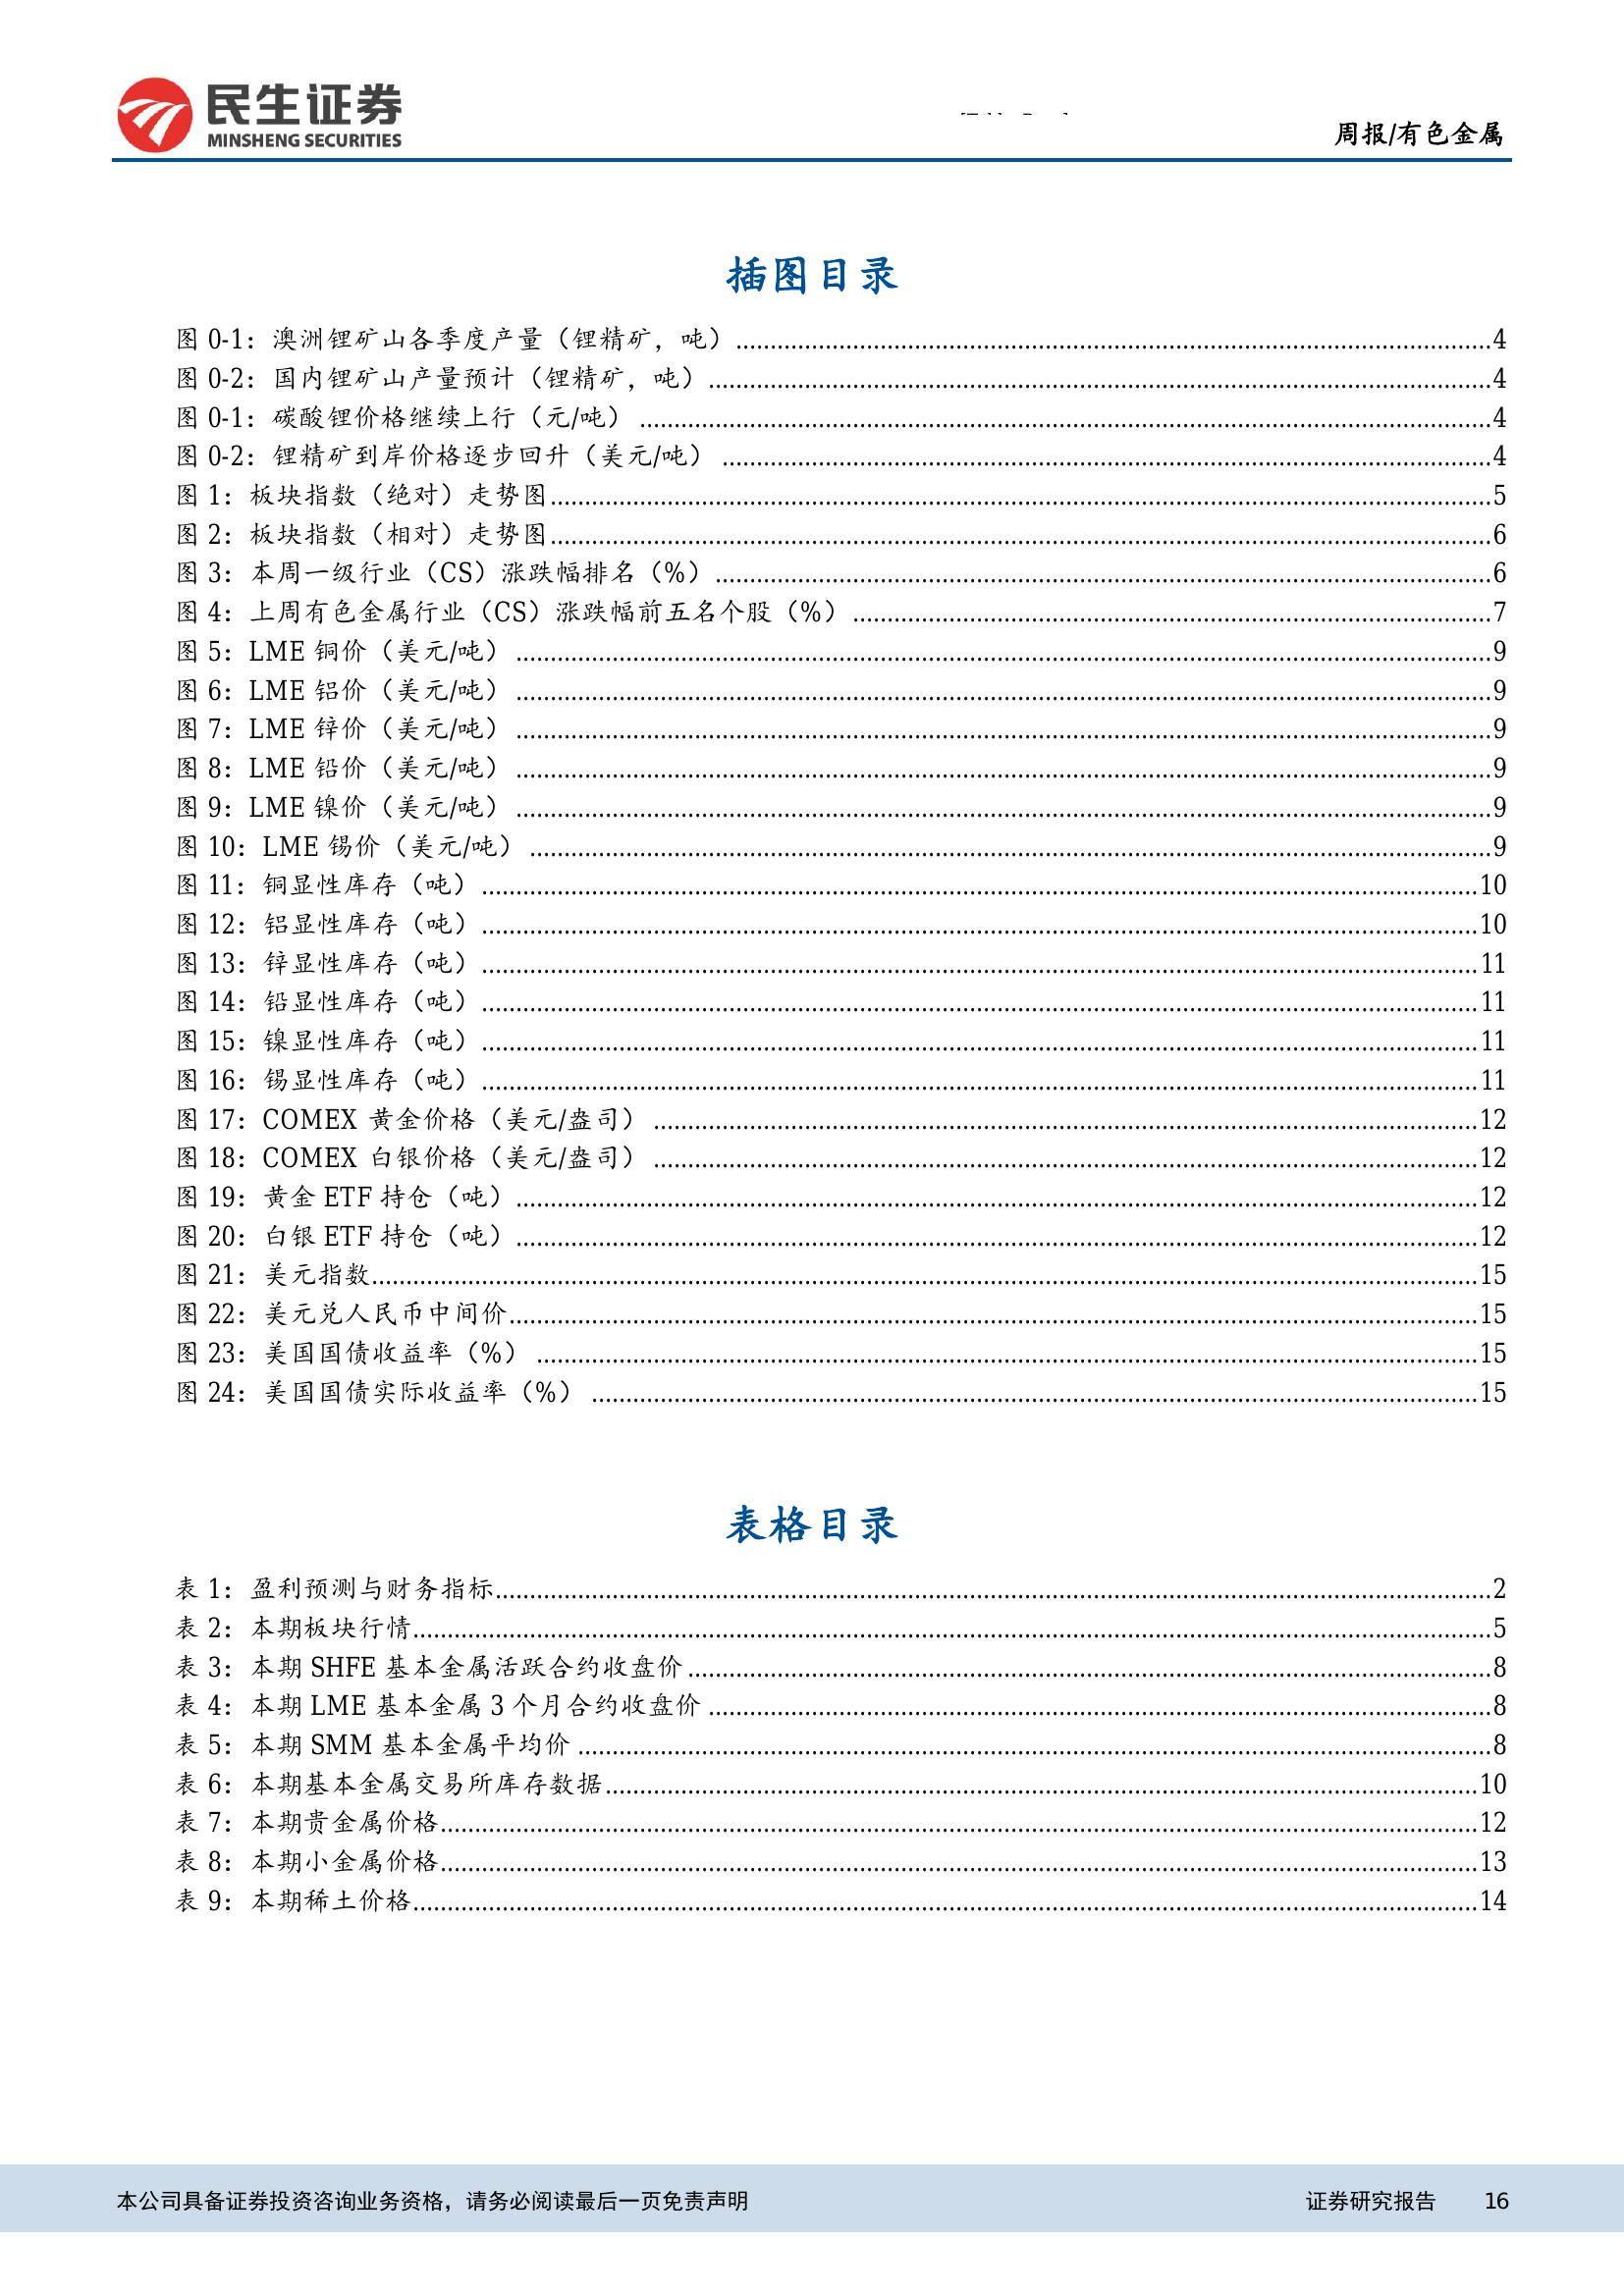 民生证券
MINSHENG SECURITIES
周报/有色金属
插图目录
图 0-1：澳洲锂矿山各季度产量（锂精矿，吨）....................4
图 0-2：国内锂矿山产量预计（锂精矿，吨）....................4
图 0-1：碳酸锂价格继续上行（元/吨）....................4
图 0-2：锂精矿到岸价格逐步回升（美元/吨）....................4
图 1：板块指数（绝对）走势图....................5
图 2：板块指数（相对）走势图....................6
图 3：本周一级行业（CS）涨跌幅排名（%）....................6
图 4：上周有色金属行业（CS）涨跌幅前五名个股（%）....................7
图 5：LME 铜价（美元/吨）....................9
图 6：LME 铝价（美元/吨）....................9
图 7：LME 锌价（美元/吨）....................9
图 8：LME 铅价（美元/吨）....................9
图 9：LME 镍价（美元/吨）....................9
图 10：LME 锡价（美元/吨）....................9
图 11：铜显性库存（吨）....................10
图 12：铝显性库存（吨）....................10
图 13：锌显性库存（吨）....................11
图 14：铅显性库存（吨）....................11
图 15：镍显性库存（吨）....................11
图 16：锡显性库存（吨）....................11
图 17：COMEX 黄金价格（美元/盎司）....................12
图 18：COMEX 白银价格（美元/盎司）....................12
图 19：黄金 ETF 持仓（吨）....................12
图 20：白银 ETF 持仓（吨）....................12
图 21：美元指数....................15
图 22：美元兑人民币中间价....................15
图 23：美国国债收益率（%）....................15
图 24：美国国债实际收益率（%）....................15
表格目录
表 1：盈利预测与财务指标....................2
表 2：本期板块行情....................5
表 3：本期 SHFE 基本金属活跃合约收盘价....................8
表 4：本期 LME 基本金属 3 个月合约收盘价....................8
表 5：本期 SMM 基本金属平均价....................8
表 6：本期基本金属交易所库存数据....................10
表 7：本期贵金属价格....................12
表 8：本期小金属价格....................13
表 9：本期稀土价格....................14
本公司具备证券投资咨询业务资格，请务必阅读最后一页免责声明
证券研究报告 16